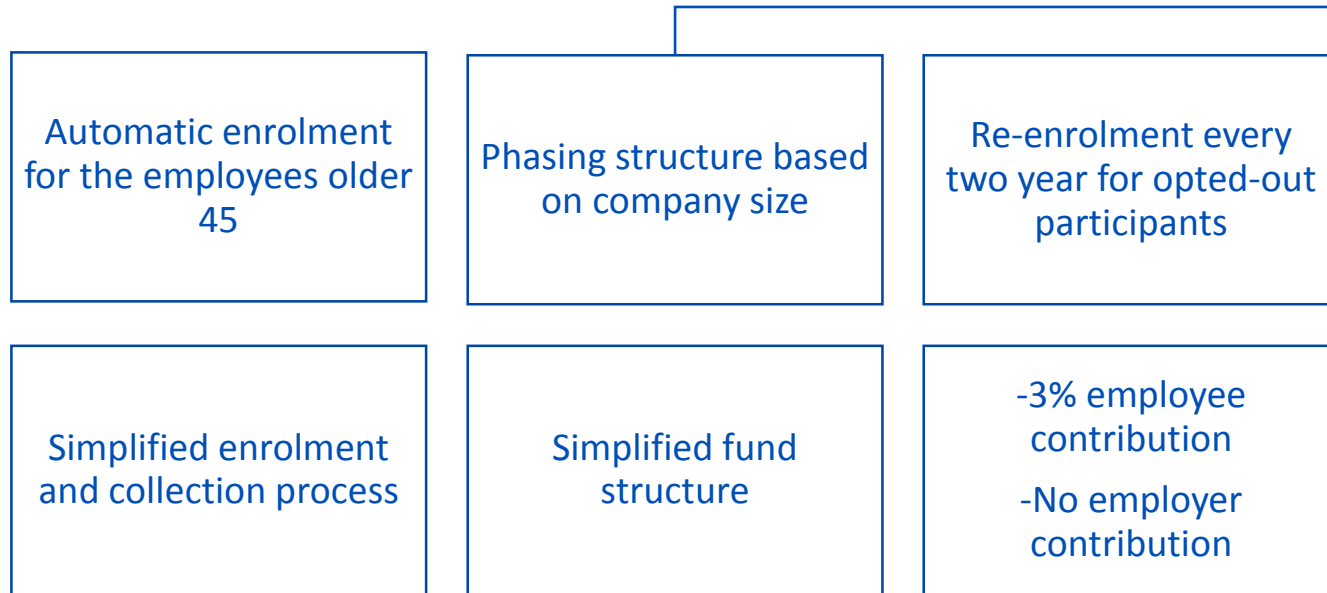 Automatic enrolment
for the employees older
45
Phasing structure based
on company size
Re-enrolment every
two year for opted-out
participants
Simplified enrolment
and collection process
Simplified fund
structure
-3% employee
contribution
-No employer
contribution